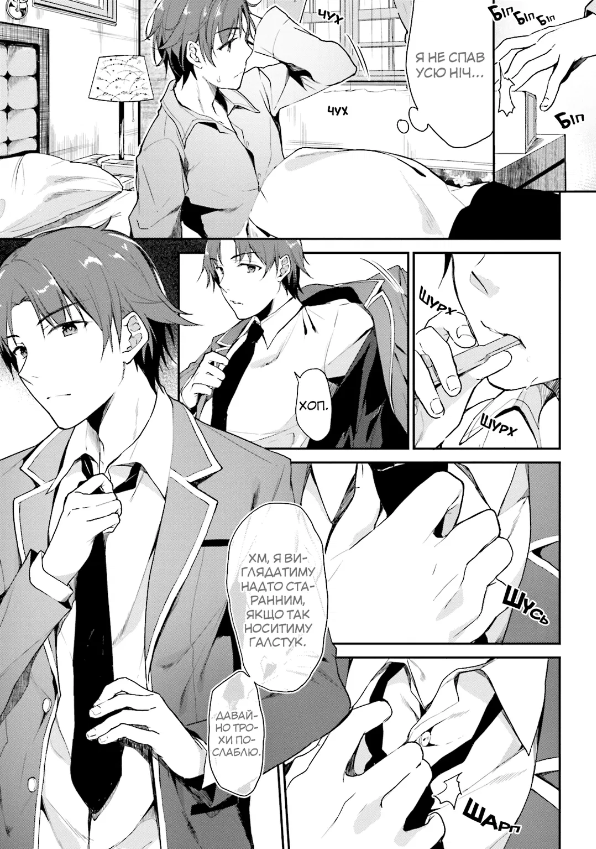 Біп
Біп
Біп
Біп
Я НЕ СПАВ
УСЮ НІЧ...
ЧУХ
ЧУХ
ШУРХ
ШУРХ
ХОП.
ШУСЬ
ХМ, Я ВИ-
ГЛЯДАТИМУ
НАДТО СТА-
РАННИМ,
ЯКЩО ТАК
НОСИТИМУ
ГАЛСТУК.
ДАВАЙ-
НО ТРО-
ХИ ПО-
СЛАБЛЮ.
ШАРП